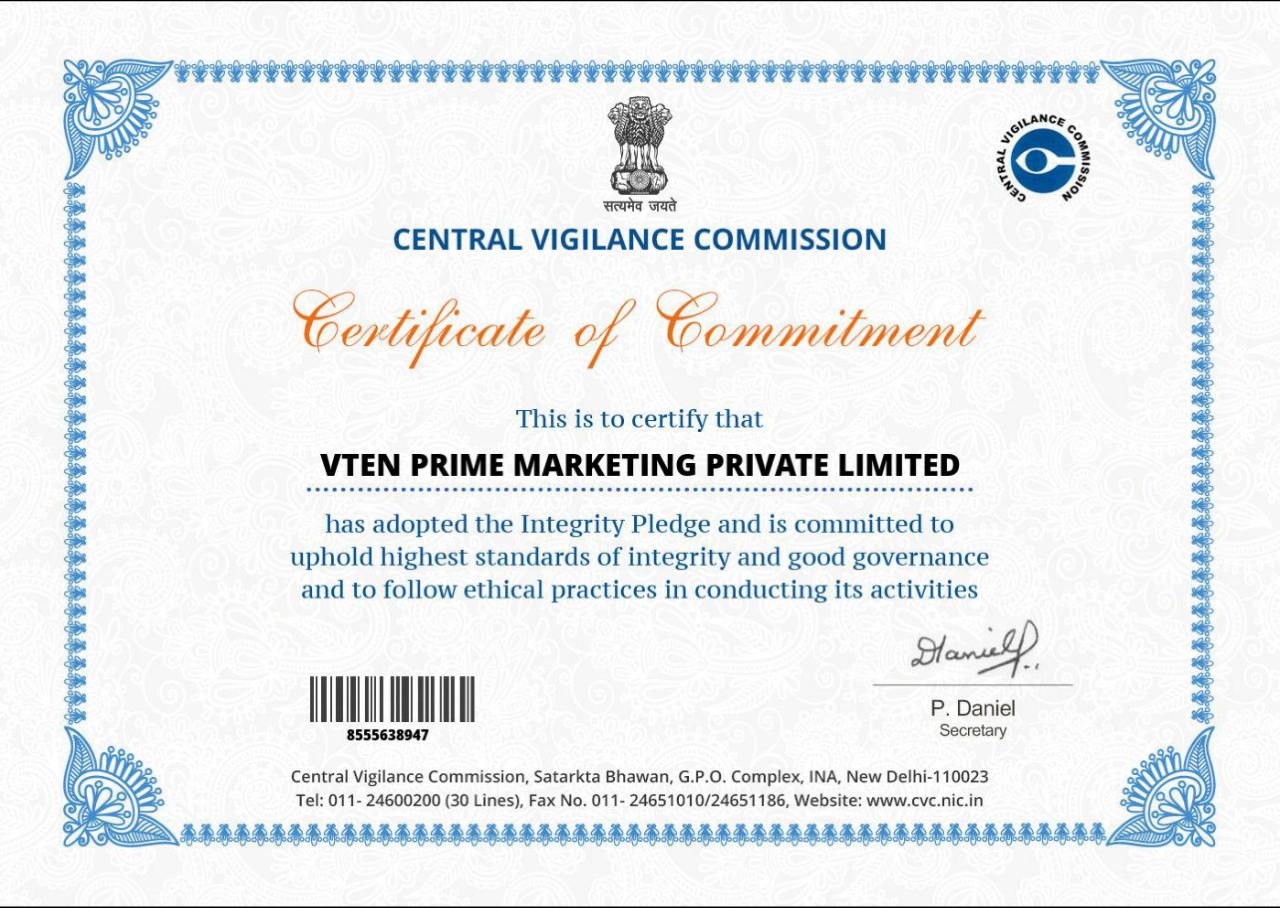 सत्यमेव जयते
CENTRAL VIGILANCE COMMISSION
CENTRAL VIGILANCE COMMISSION
Certificate of Commitment
This is to certify that
VTEN PRIME MARKETING PRIVATE LIMITED
has adopted the Integrity Pledge and is committed to
uphold highest standards of integrity and good governance
and to follow ethical practices in conducting its activities
Daniel
P. Daniel
Secretary
8555638947
Central Vigilance Commission, Satarkta Bhawan, G.P.O. Complex, INA, New Delhi-110023
Tel: 011- 24600200 (30 Lines), Fax No. 011- 24651010/24651186, Website: www.cvc.nic.in